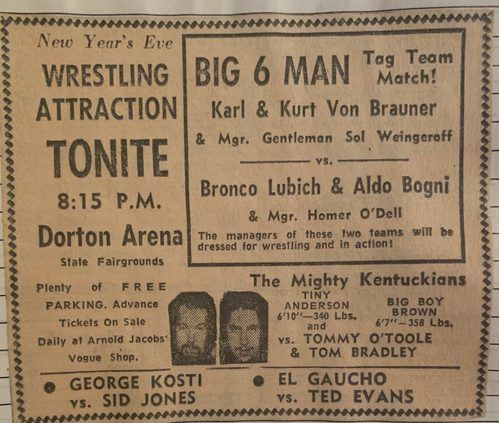 New Year's Eve
WRESTLING
ATTRACTION
TONITE
8:15 P.M.
Dorton Arena
State Fairgrounds
BIG 6 MAN Tag Team
Match!
Karl & Kurt Von Brauner
& Mgr. Gentleman Sol Weingeroff
vs.
Bronco Lubich & Aldo Bogni
& Mgr. Homer O'Dell
The managers of these two teams will be
dressed for wrestling and in action!
Plenty of FREE
PARKING. Advance
Tickets On Sale
Daily at Arnold Jacobs'
Vogue Shop.
The Mighty Kentuckians
TINY
ANDERSON
6'10"—340 Lbs.
and
BIG BOY
BROWN
6'7"—358 Lbs.
vs. TOMMY O'TOOLE
& TOM BRADLEY
● GEORGE KOSTI
vs. SID JONES
● EL GAUCHO
vs. TED EVANS